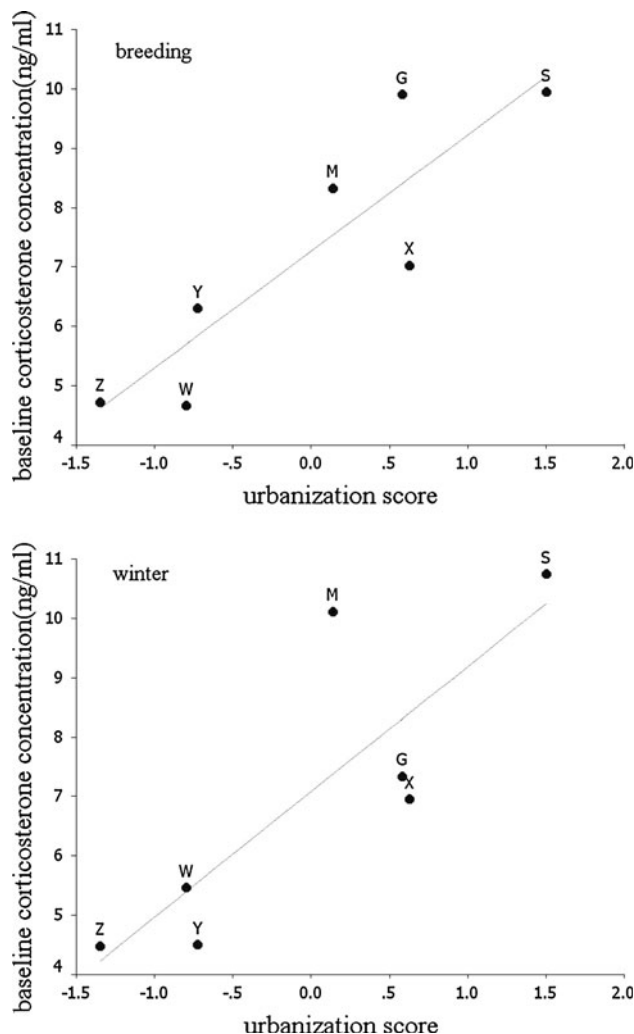 baseline corticosterone concentration(ng/ml)
breeding
11
10
9
8
7
6
5
4
G
S
M
X
Y
Z
W
-1.5
-1.0
-.5
0.0
.5
1.0
1.5
2.0
urbanization score
baseline corticosterone concentration(ng/ml)
winter
11
10
9
8
7
6
5
4
S
M
G
X
W
Z
Y
-1.5
-1.0
-.5
0.0
.5
1.0
1.5
2.0
urbanization score